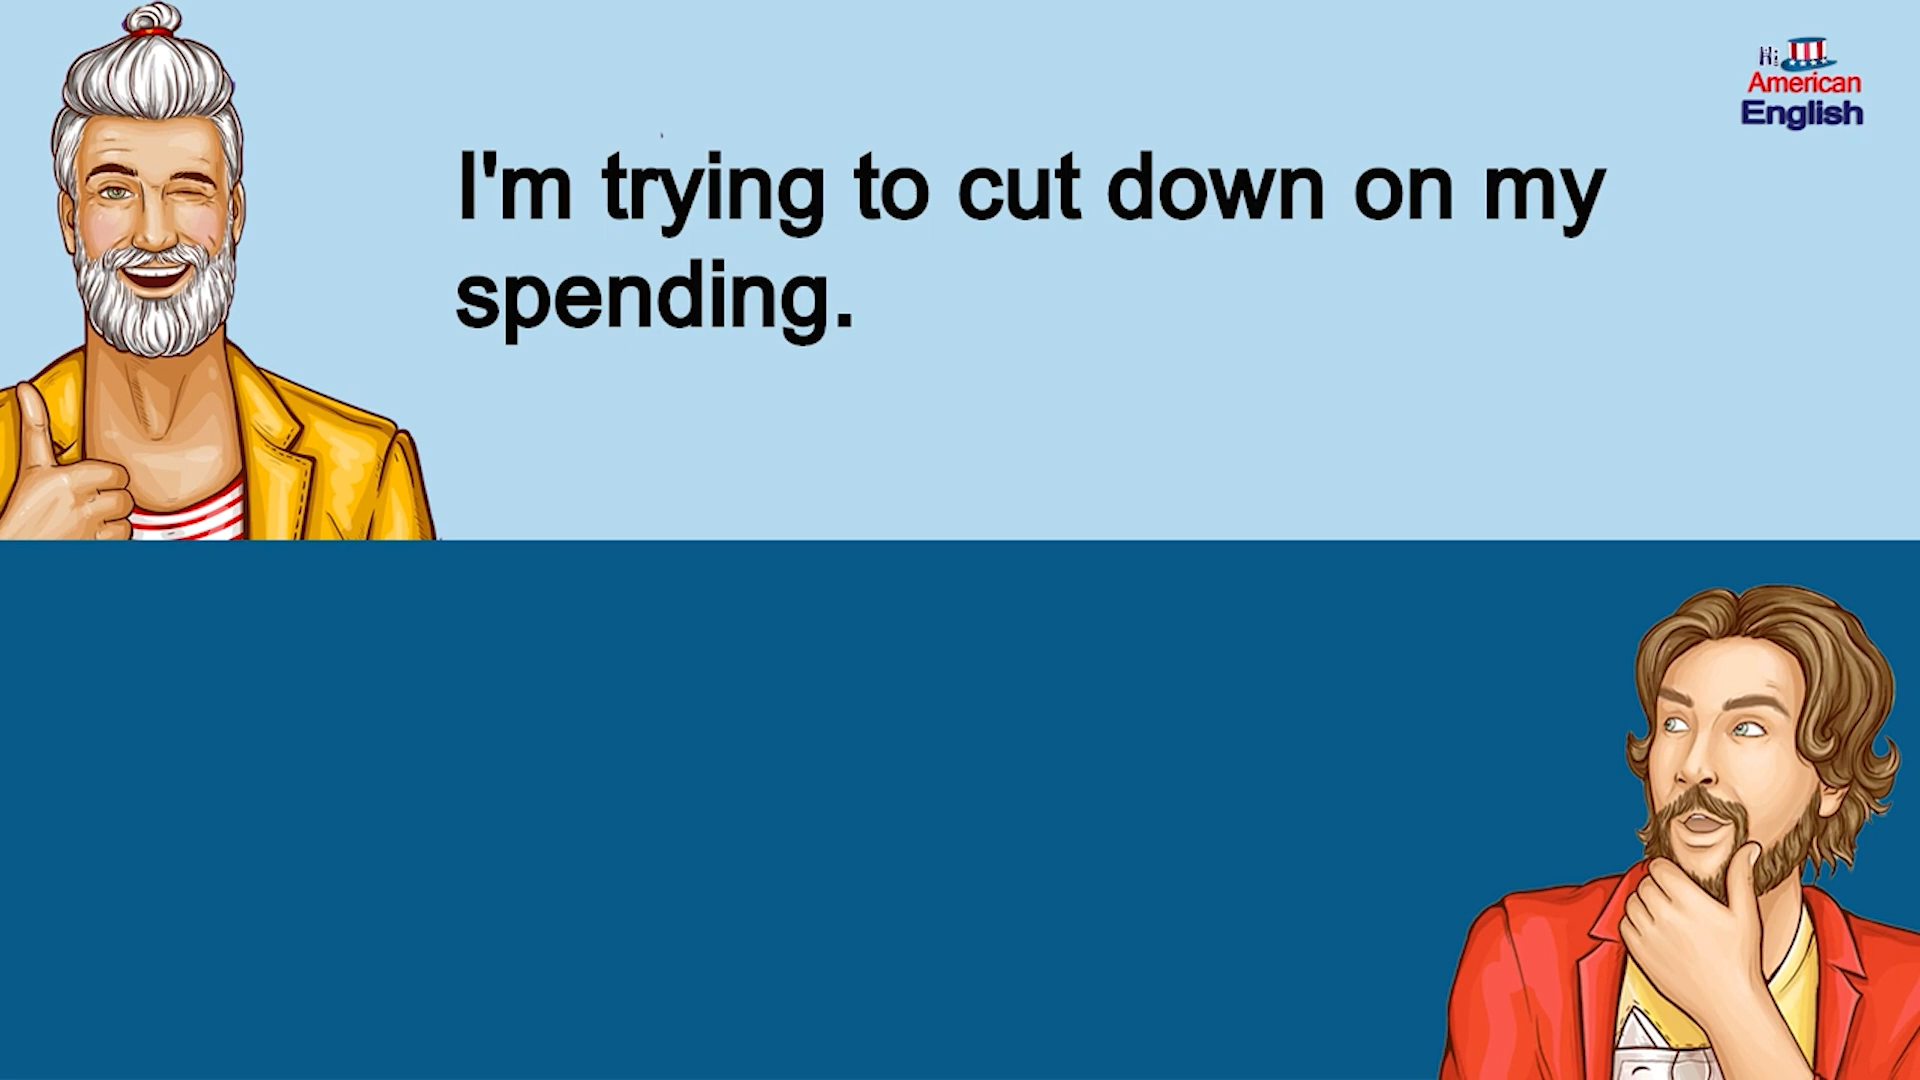 Hi
American
English
I'm trying to cut down on my
spending.